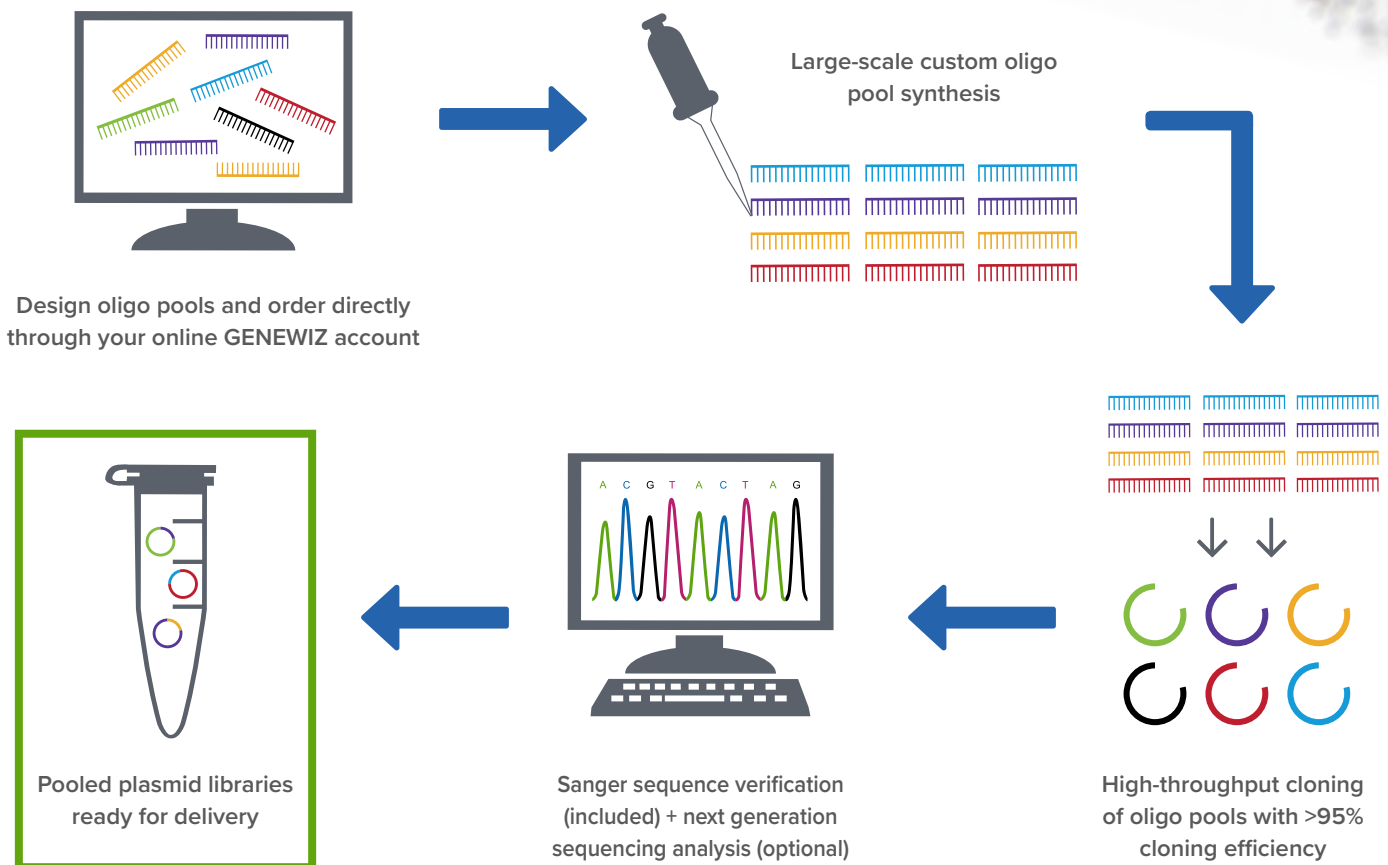 Design oligo pools and order directly
through your online GENEWIZ account
Large-scale custom oligo
pool synthesis
High-throughput cloning
of oligo pools with >95%
cloning efficiency
A C G T A C T A G
Sanger sequence verification
(included) + next generation
sequencing analysis (optional)
Pooled plasmid libraries
ready for delivery